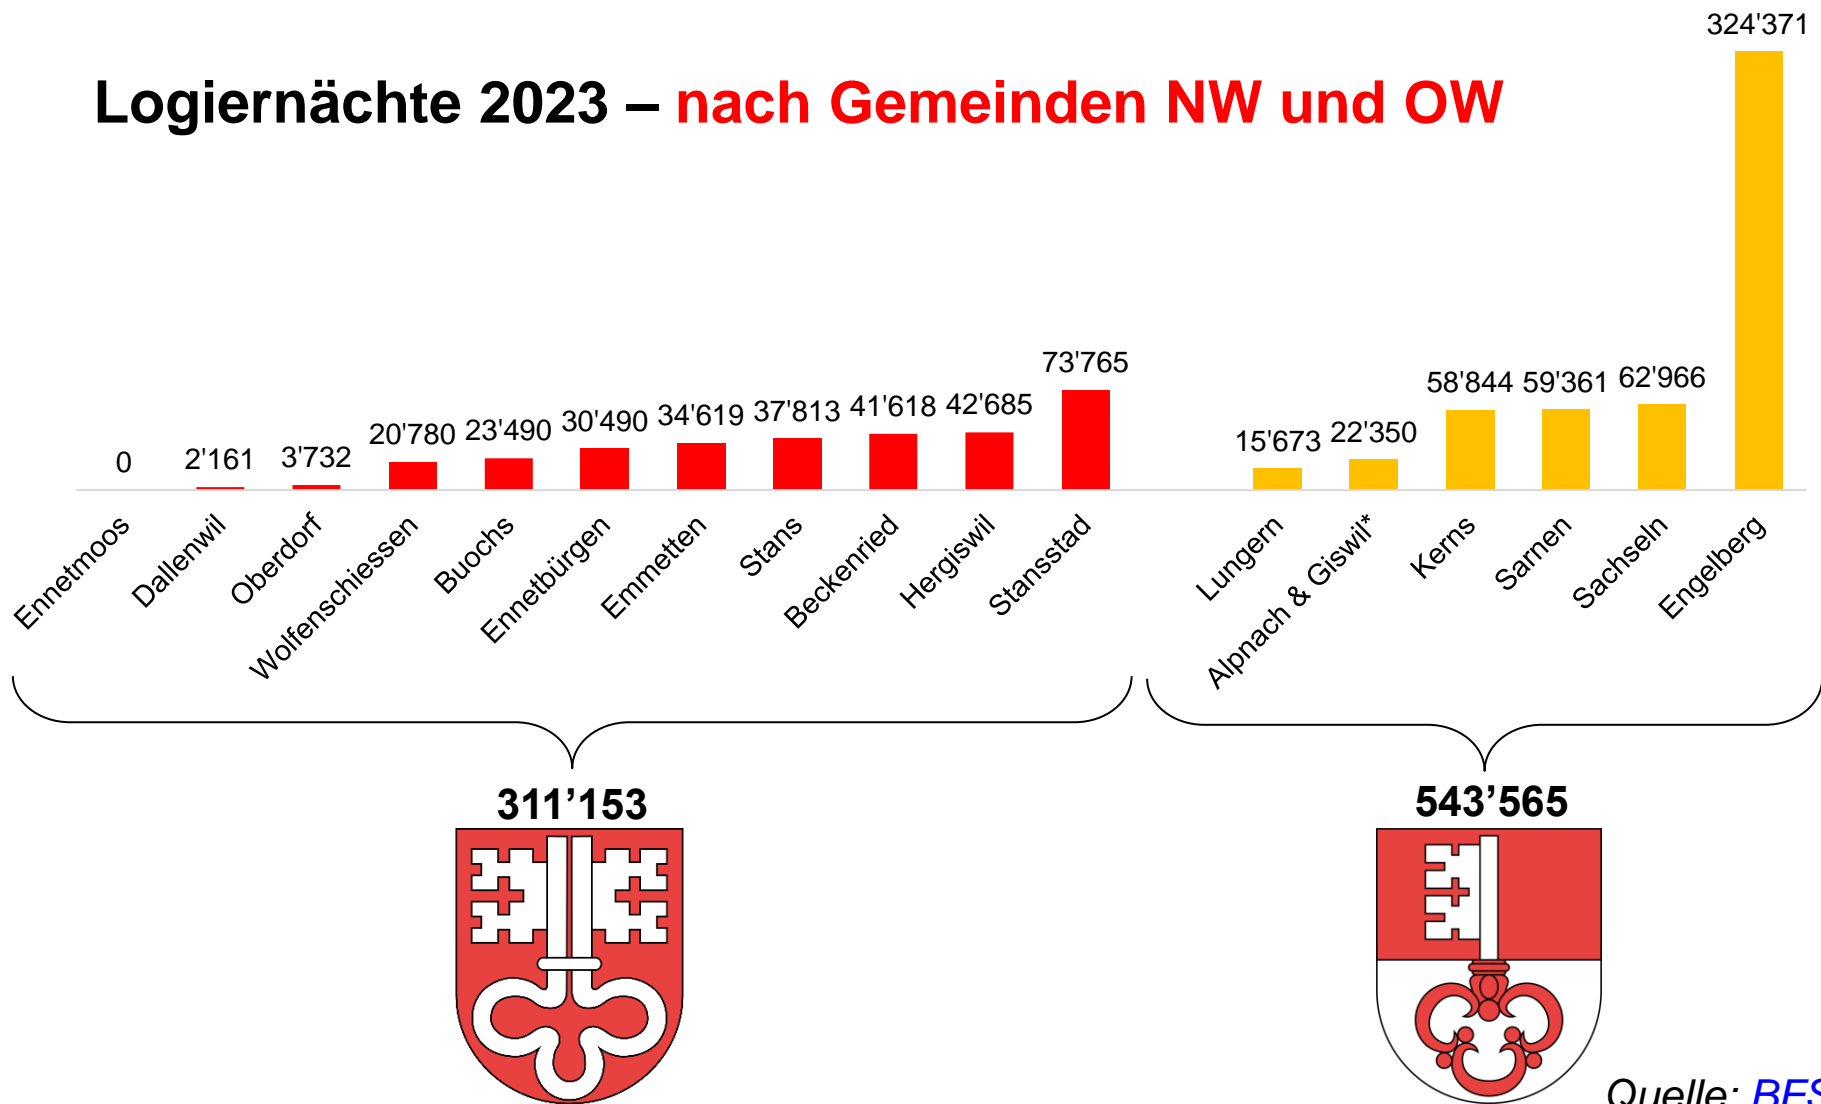 324'371
Logiernächte 2023 – nach Gemeinden NW und OW
0 2'161 3'732 20'780 23'490 30'490 34'619 37'813 41'618 42'685 73'765 15'673 22'350 58'844 59'361 62'966
Ennetmoos Dallenwil Oberdorf Wolfenschiessen Buochs Ennetbürgen Emmetten Stans Beckenried Hergiswil Stansstad Lungern Alpnach & Giswil* Kerns Sarnen Sachseln Engelberg
311’153 543’565
Quelle: BFS